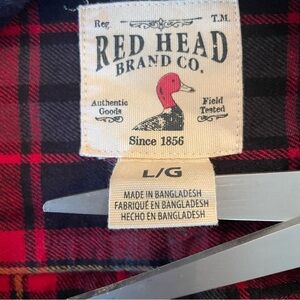 Reg. T.M.
RED HEAD
BRAND CO.
Authentic Field
Goods Tested
Since 1856
L/G
MADE IN BANGLADESH
FABRIQUÉ EN BANGLADESH
HECHO EN BANGLADESH